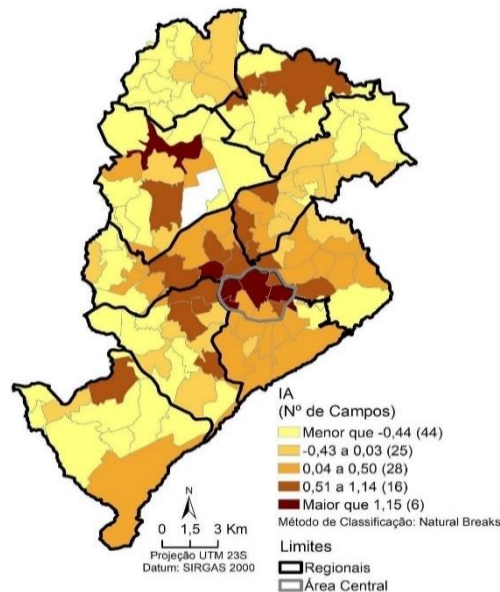 IA
(Nº de Campos)
Menor que -0,44 (44)
-0,43 a 0,03 (25)
0,04 a 0,50 (28)
0,51 a 1,14 (16)
Maior que 1,15 (6)
Método de Classificação: Natural Breaks
Limites
Regionais
Área Central
N
0 1,5 3 Km
Projeção UTM 23S
Datum: SIRGAS 2000